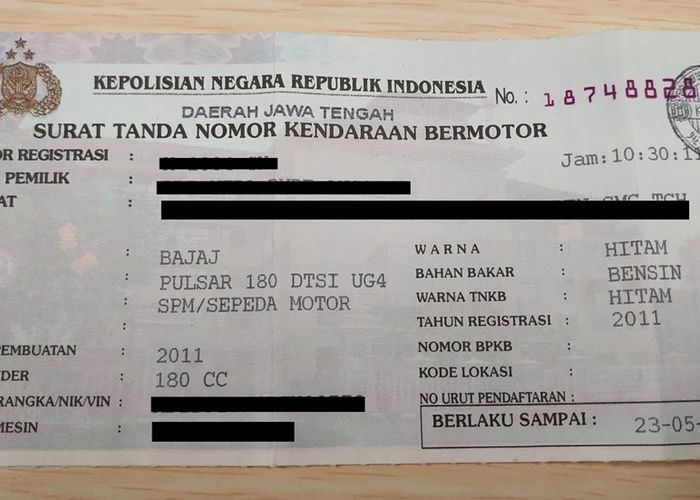 KEPOLISIAN NEGARA REPUBLIK INDONESIA
No. : 18748828
DAERAH JAWA TENGAH
SURAT TANDA NOMOR KENDARAAN BERMOTOR
OR REGISTRASI :
Jam:10:30:11
PEMILIK :
AT :
: BAJAJ
: PULSAR 180 DTSI UG4
: SPM/SEPEDA MOTOR
:
PEMBUATAN : 2011
DER : 180 CC
RANGKA/NIK/VIN :
MESIN :
WARNA : HITAM
BAHAN BAKAR : BENSIN
WARNA TNKB : HITAM
TAHUN REGISTRASI : 2011
NOMOR BPKB :
KODE LOKASI :
NO URUT PENDAFTARAN :
BERLAKU SAMPAI : 23-05-